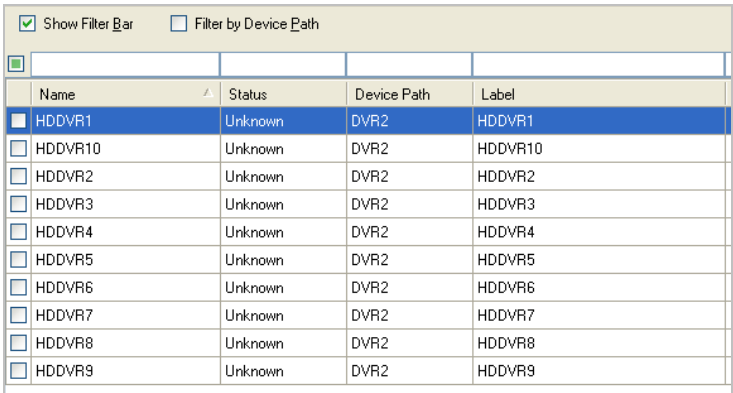 Show Filter Bar Filter by Device Path
Name Status Device Path Label
HDDVR1 Unknown DVR2 HDDVR1
HDDVR10 Unknown DVR2 HDDVR10
HDDVR2 Unknown DVR2 HDDVR2
HDDVR3 Unknown DVR2 HDDVR3
HDDVR4 Unknown DVR2 HDDVR4
HDDVR5 Unknown DVR2 HDDVR5
HDDVR6 Unknown DVR2 HDDVR6
HDDVR7 Unknown DVR2 HDDVR7
HDDVR8 Unknown DVR2 HDDVR8
HDDVR9 Unknown DVR2 HDDVR9